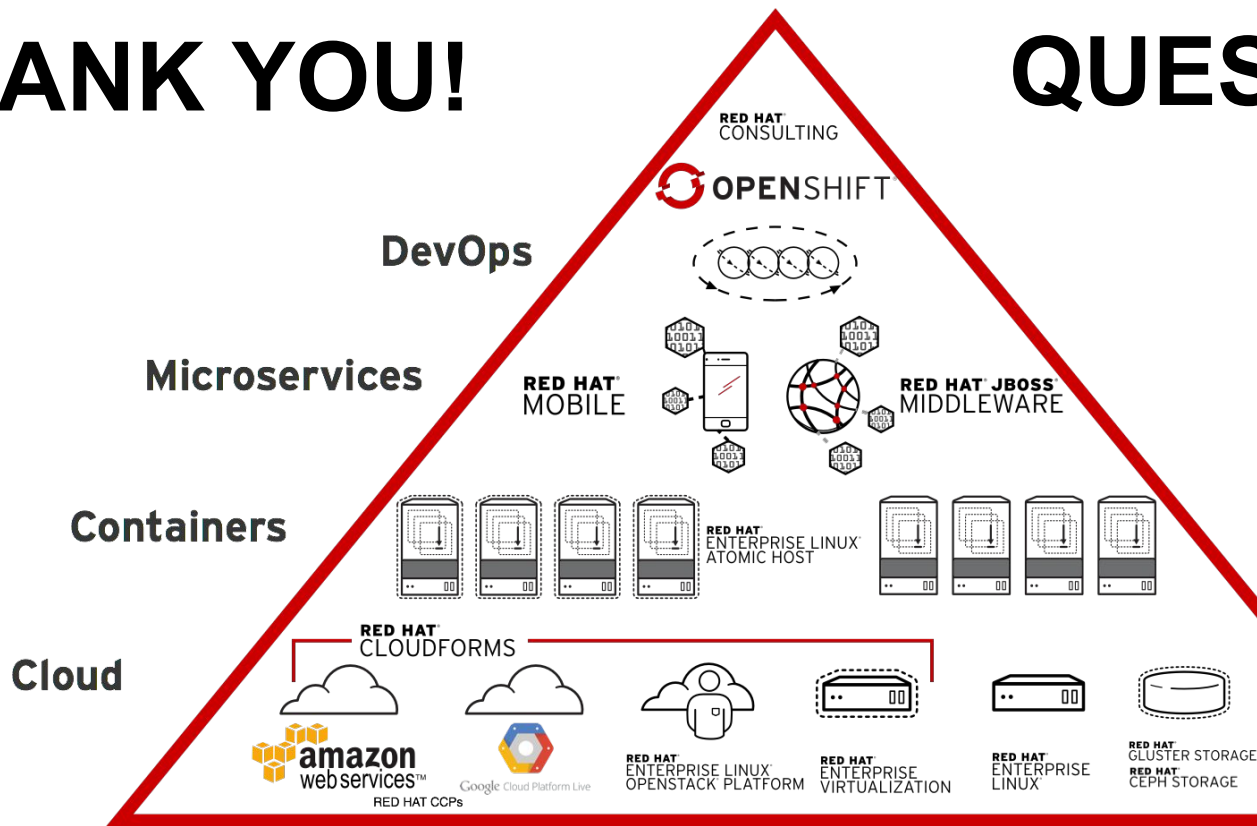 ANK YOU!
QUES
RED HAT®
CONSULTING
OPENSHIFT®
DevOps
Microservices
RED HAT®
MOBILE
RED HAT® JBOSS®
MIDDLEWARE
Containers
RED HAT®
ENTERPRISE LINUX®
ATOMIC HOST
Cloud
RED HAT®
CLOUDFORMS
amazon
webservices™
RED HAT CCPs
Google Cloud Platform Live
RED HAT®
ENTERPRISE LINUX®
OPENSTACK® PLATFORM
RED HAT®
ENTERPRISE
VIRTUALIZATION
RED HAT®
ENTERPRISE
LINUX®
RED HAT®
GLUSTER STORAGE
RED HAT®
CEPH STORAGE